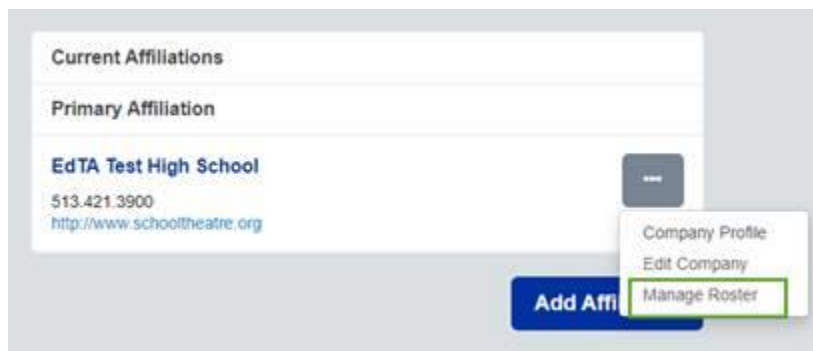 Current Affiliations
Primary Affiliation
EdTA Test High School
513.421.3900
http://www.schooltheatre.org
Company Profile
Edit Company
Manage Roster
Add Affi